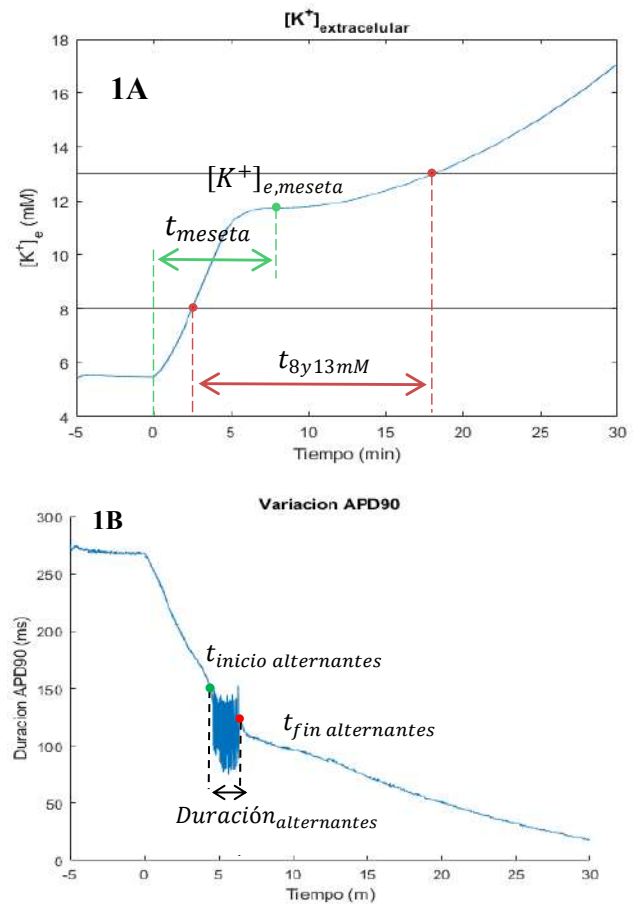 [K+]extracelular
1A
18
16
14
12
10
8
6
4
[K+]e (mM)
[K+]e,meseta
tmeseta
t8y13mM
-5 0 5 10 15 20 25 30
Tiempo (min)
Variacion APD90
1B
300
250
200
150
100
50
0
Duracion APD90 (ms)
tinicio alternantes
tfin alternantes
Duraciónalternantes
-5 0 5 10 15 20 25 30
Tiempo (m)